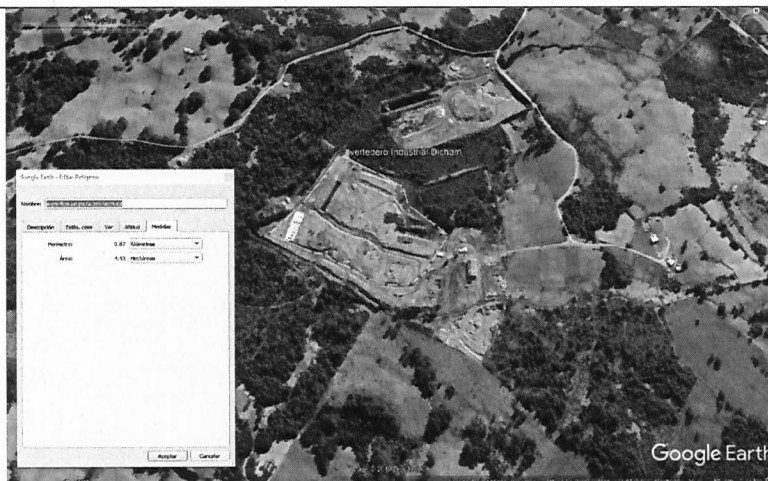 vertedero Industrial Dicham
Google Earth - Editar Polígono
Nombre:
Descripción Estilo, color Ver Altitud Medidas
Perímetro: 0.87 Kilómetros
Área: 4.53 Hectáreas
Aceptar Cancelar
Google Earth